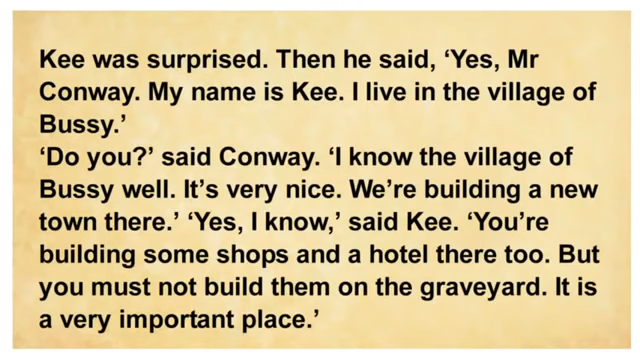 Kee was surprised. Then he said, ‘Yes, Mr
Conway. My name is Kee. I live in the village of
Bussy.’
‘Do you?’ said Conway. ‘I know the village of
Bussy well. It’s very nice. We’re building a new
town there.’ ‘Yes, I know,’ said Kee. ‘You’re
building some shops and a hotel there too. But
you must not build them on the graveyard. It is
a very important place.’